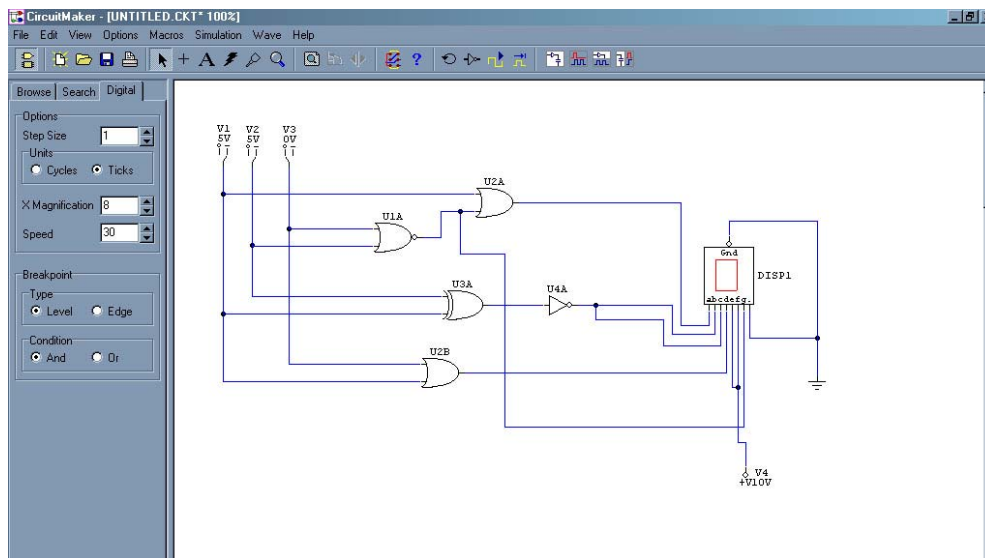 CircuitMaker - [UNTITLED.CKT* 100%]
File Edit View Options Macros Simulation Wave Help
A ?
Browse Search Digital
Options
Step Size 1
Units
Cycles Ticks
X Magnification 8
Speed 30
Breakpoint
Type
Level Edge
Condition
And Or
V1 V2 V3
5V 5V 0V
U2A
U1A
Gnd
DISP1
abcdefg.
U3A U4A
U2B
V4
+V10V